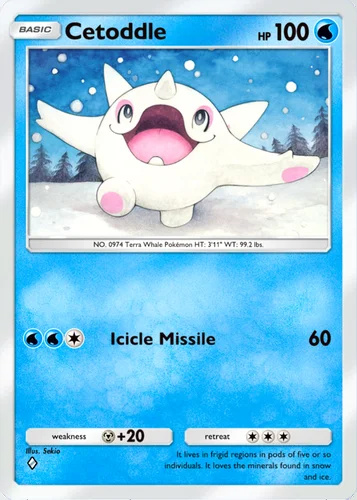 BASIC
Cetoddle
HP 100
NO. 0974 Terra Whale Pokémon HT: 3'11" WT: 99.2 lbs.
Icicle Missile 60
weakness +20 retreat
Illus. Sekio
It lives in frigid regions in pods of five or so
individuals. It loves the minerals found in snow
and ice.